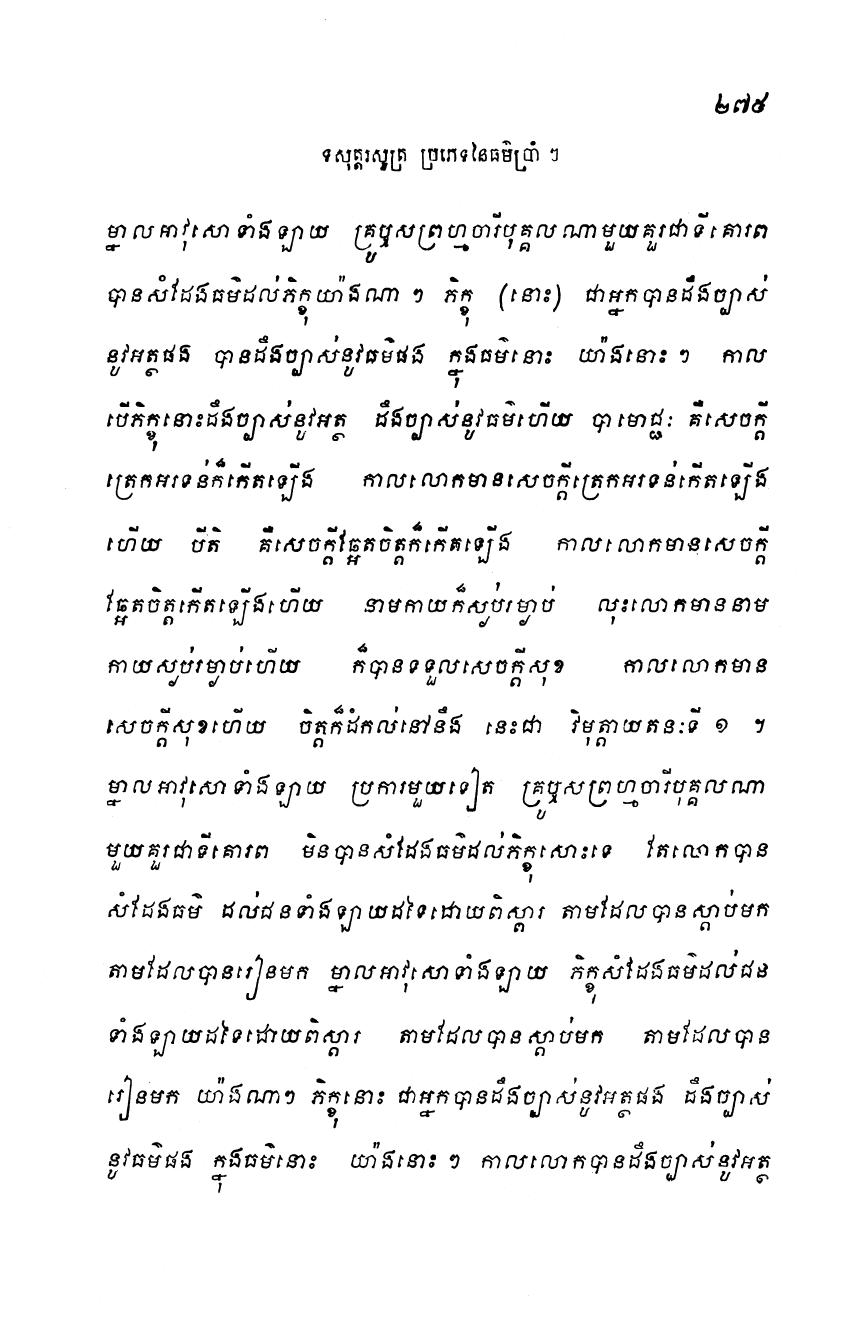 ២៧៥
ទសុត្តរសូត្រ ប្រភេទនៃធម៌ប្រាំ ៗ
ម្នាលអាវុសោទាំងឡាយ គ្រូឬសព្រហ្មចារីបុគ្គលណាមួយគួរជាទីគោរព
បានសំដែងធម៌ដល់ភិក្ខុយ៉ាងណា ៗ ភិក្ខុ (នោះ) ជាអ្នកបានដឹងច្បាស់
នូវអត្ថផង បានដឹងច្បាស់នូវធម៌ផង ក្នុងធម៌នោះ យ៉ាងនោះ ៗ កាល
បើភិក្ខុនោះដឹងច្បាស់នូវអត្ថ ដឹងច្បាស់នូវធម៌ហើយ បាមោជ្ជៈ គឺសេចក្តី
ត្រេកអរទន់ក៏កើតឡើង កាលលោកមានសេចក្តីត្រេកអរទន់កើតឡើង
ហើយ បីតិ គឺសេចក្តីឆ្អែតចិត្តក៏កើតឡើង កាលលោកមានសេចក្តី
ឆ្អែតចិត្តកើតឡើងហើយ នាមកាយក៏ស្ងប់រម្ងាប់ លុះលោកមាននាម
កាយស្ងប់រម្ងាប់ហើយ ក៏បានទទួលសេចក្តីសុខ កាលលោកមាន
សេចក្តីសុខហើយ ចិត្តក៏ដំកល់នៅនឹង នេះជា វិមុត្តាយតនៈទី ១ ។
ម្នាលអាវុសោទាំងឡាយ ប្រការមួយទៀត គ្រូឬសព្រហ្មចារីបុគ្គលណា
មួយគួរជាទីគោរព មិនបានសំដែងធម៌ដល់ភិក្ខុសោះទេ តែលោកបាន
សំដែងធម៌ ដល់ជនទាំងឡាយដទៃដោយពិស្តារ តាមដែលបានស្តាប់មក
តាមដែលបានរៀនមក ម្នាលអាវុសោទាំងឡាយ ភិក្ខុសំដែងធម៌ដល់ជន
ទាំងឡាយដទៃដោយពិស្តារ តាមដែលបានស្តាប់មក តាមដែលបាន
រៀនមក យ៉ាងណាៗ ភិក្ខុនោះ ជាអ្នកបានដឹងច្បាស់នូវអត្ថផង ដឹងច្បាស់
នូវធម៌ផង ក្នុងធម៌នោះ យ៉ាងនោះ ៗ កាលលោកបានដឹងច្បាស់នូវអត្ថ